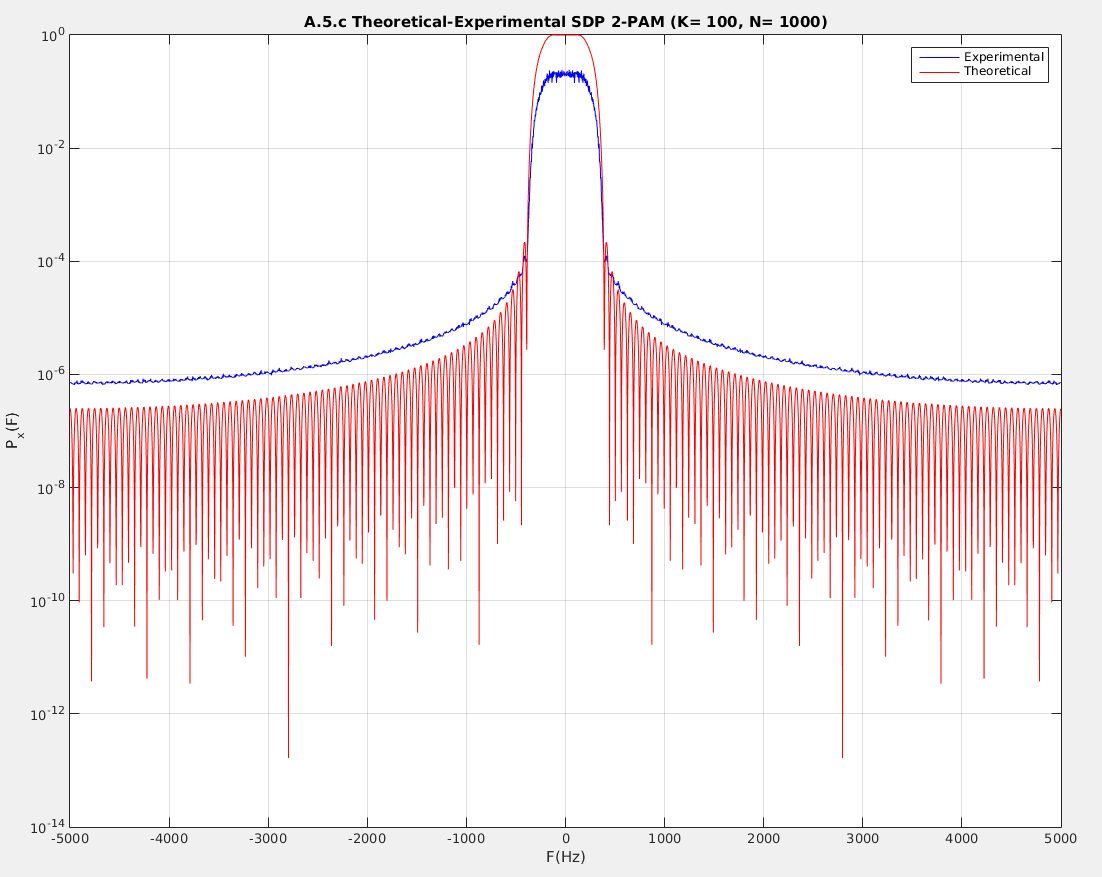 A.5.c Theoretical-Experimental SDP 2-PAM (K= 100, N= 1000)
Experimental
Theoretical
10^0
10^-2
10^-4
10^-6
10^-8
10^-10
10^-12
10^-14
P_x(F)
-5000 -4000 -3000 -2000 -1000 0 1000 2000 3000 4000 5000
F(Hz)